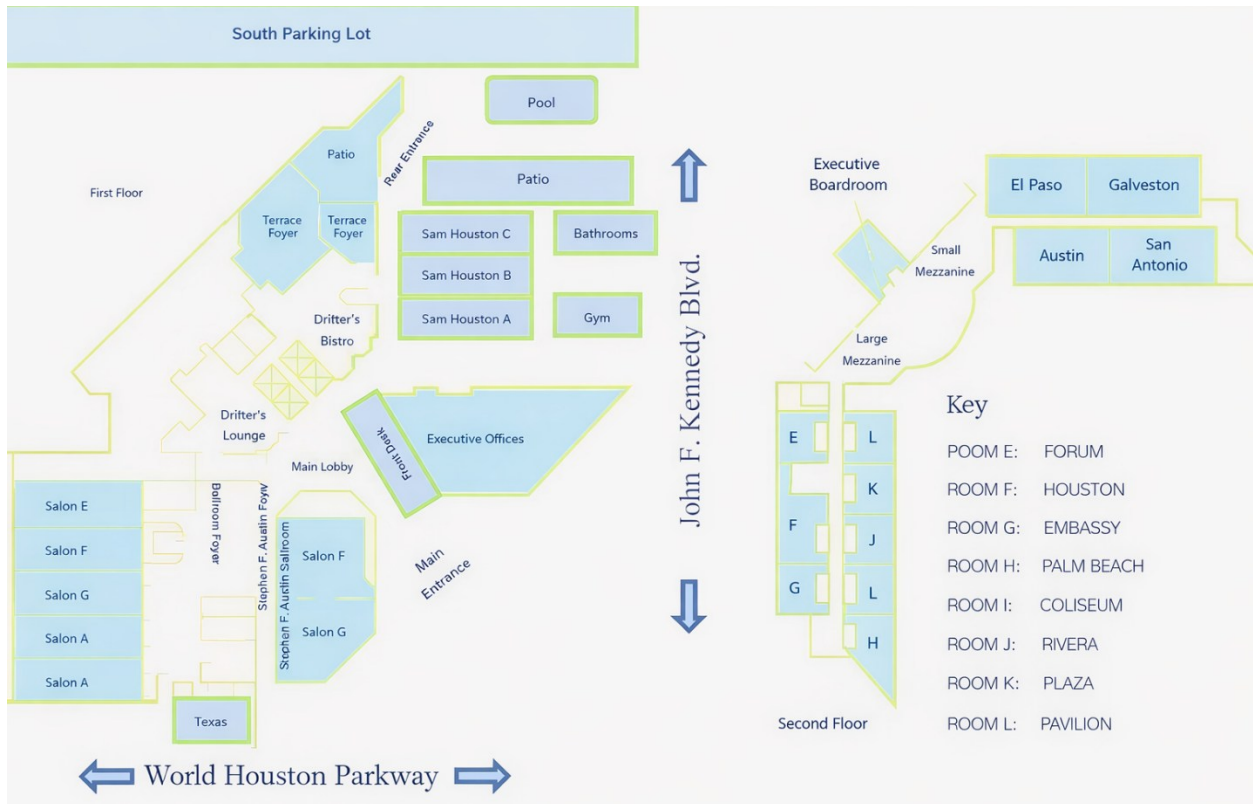 South Parking Lot
Pool
Patio
Rear Entrance
First Floor
Patio
Terrace
Foyer
Terrace
Foyer
Sam Houston C
Bathrooms
Sam Houston B
Sam Houston A
Gym
Drifter's
Bistro
Drifter's
Lounge
Front Desk
Executive Offices
Main Lobby
Main
Entrance
Salon E
Salon F
Salon G
Salon A
Salon A
Ballroom Foyer
Stephen F. Austin Foyw
Stephen F. Austin Sallroom
Salon F
Salon G
Texas
World Houston Parkway
John F. Kennedy Blvd.
Executive
Boardroom
El Paso
Galveston
Small
Mezzanine
Austin
San
Antonio
Large
Mezzanine
E
L
K
F
J
G
L
H
Second Floor
Key
POOM E: FORUM
ROOM F: HOUSTON
ROOM G: EMBASSY
ROOM H: PALM BEACH
ROOM I: COLISEUM
ROOM J: RIVERA
ROOM K: PLAZA
ROOM L: PAVILION